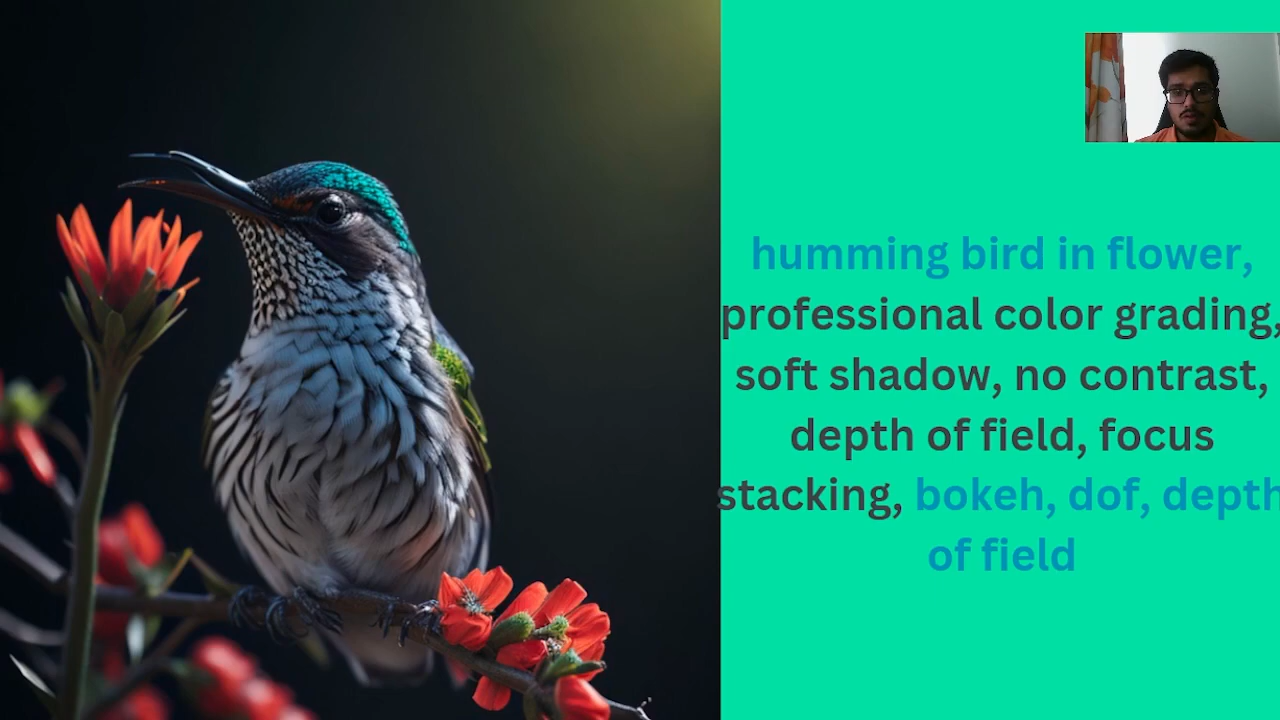 humming bird in flower,
professional color grading,
soft shadow, no contrast,
depth of field, focus
stacking, bokeh, dof, depth
of field